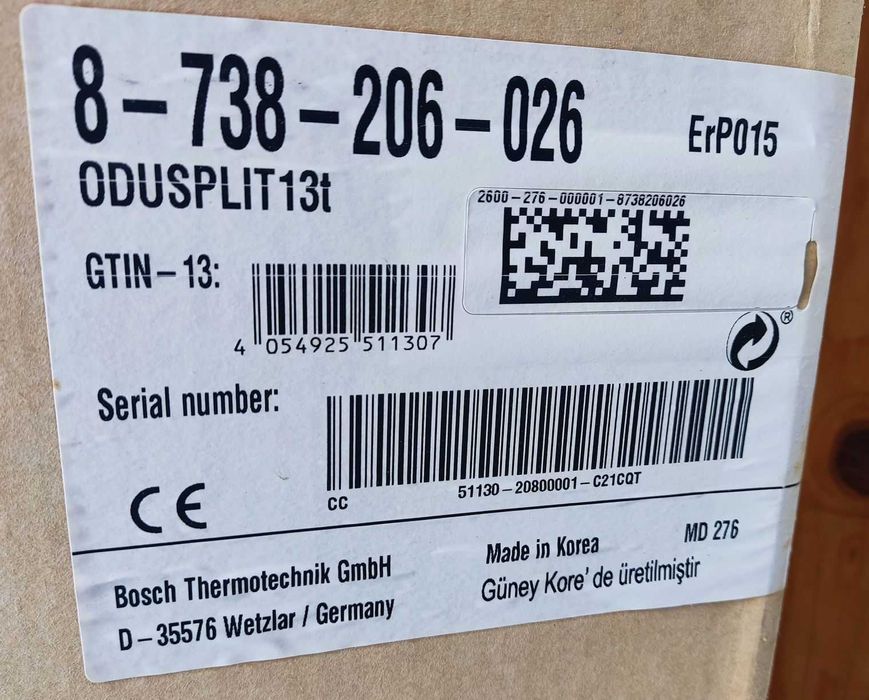 8-738-206-026
ErP015
ODUSPLIT13t
2600-276-000001-8738206026
GTIN-13:
4 054925 511307
®
Serial number:
CC 51130-20800001-C21CQT
CE
Bosch Thermotechnik GmbH
D-35576 Wetzlar / Germany
Made in Korea
MD 276
Güney Kore' de üretilmiştir